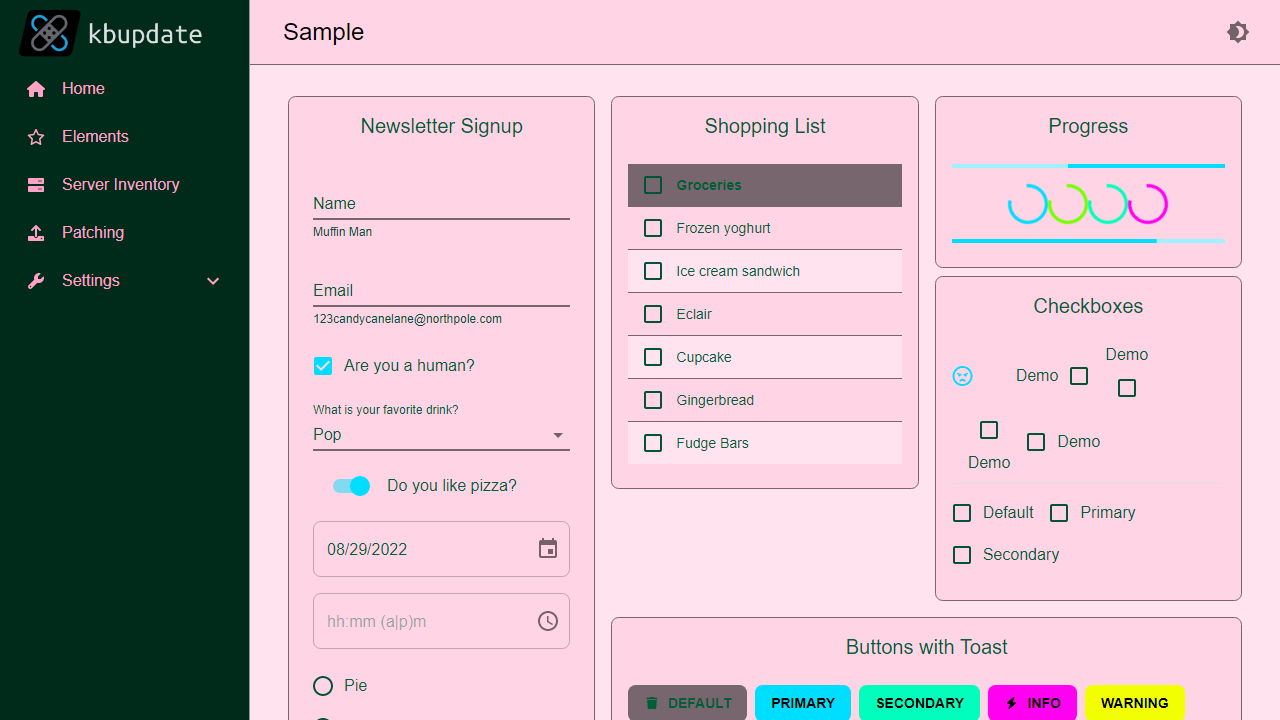 kbupdate
Home
Elements
Server Inventory
Patching
Settings
Sample
Newsletter Signup
Name
Muffin Man
Email
123candycanelane@northpole.com
Are you a human?
What is your favorite drink?
Pop
Do you like pizza?
08/29/2022
hh:mm (a|p)m
Pie
Shopping List
Groceries
Frozen yoghurt
Ice cream sandwich
Eclair
Cupcake
Gingerbread
Fudge Bars
Progress
Checkboxes
Demo
Demo
Demo
Demo
Default
Primary
Secondary
Buttons with Toast
DEFAULT
PRIMARY
SECONDARY
INFO
WARNING